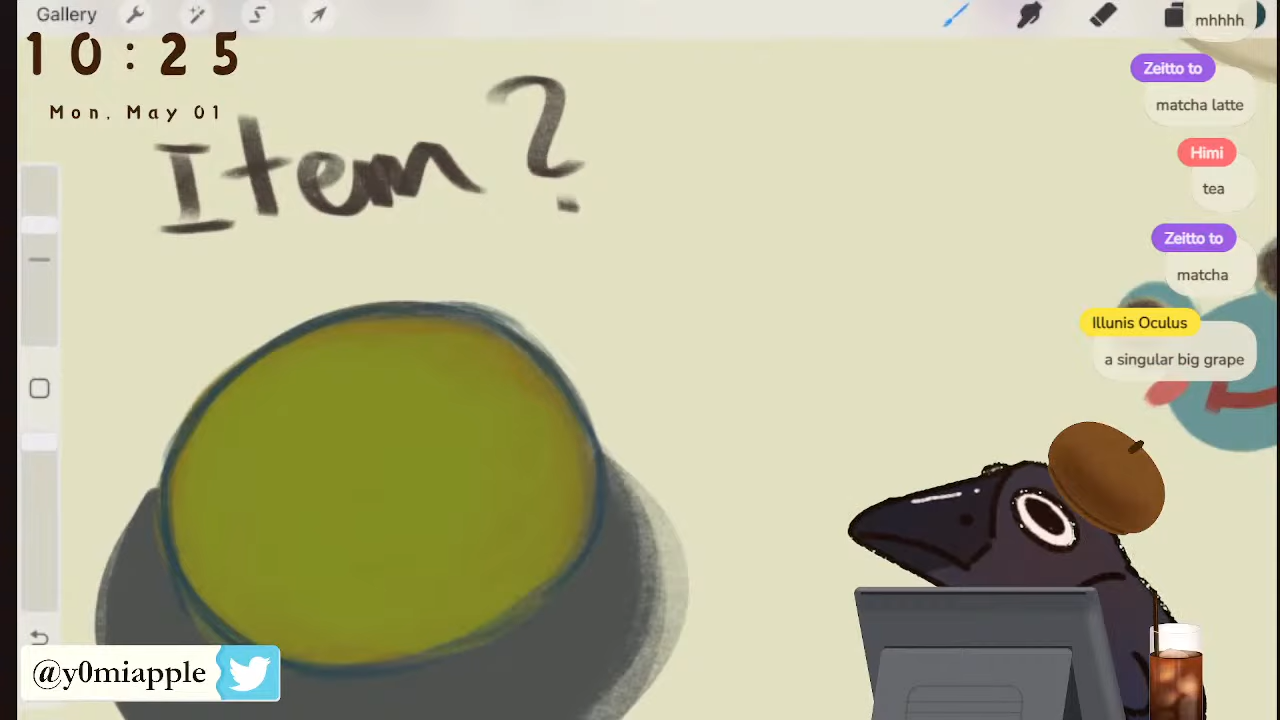 Gallery
10:25
Mon, May 01
Item?
mhhhh
Zeitto to
matcha latte
Himi
tea
Zeitto to
matcha
Illunis Oculus
a singular big grape
@y0miapple